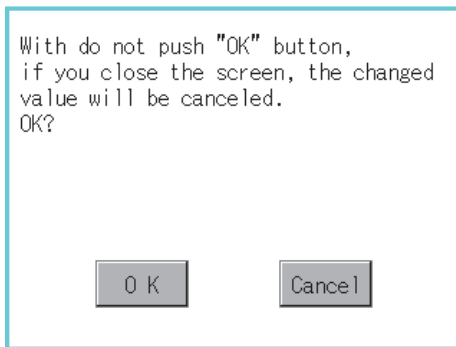 With do not push "OK" button,
if you close the screen, the changed
value will be canceled.
OK?
O K
Cancel